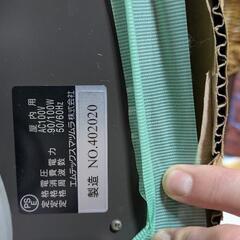 屋内用
定格電圧 AC100V
定格消費電力 90/100W
定格周波数 50/60Hz
エムテックスマツムラ株式会社
製造 NO.402020
PS
E